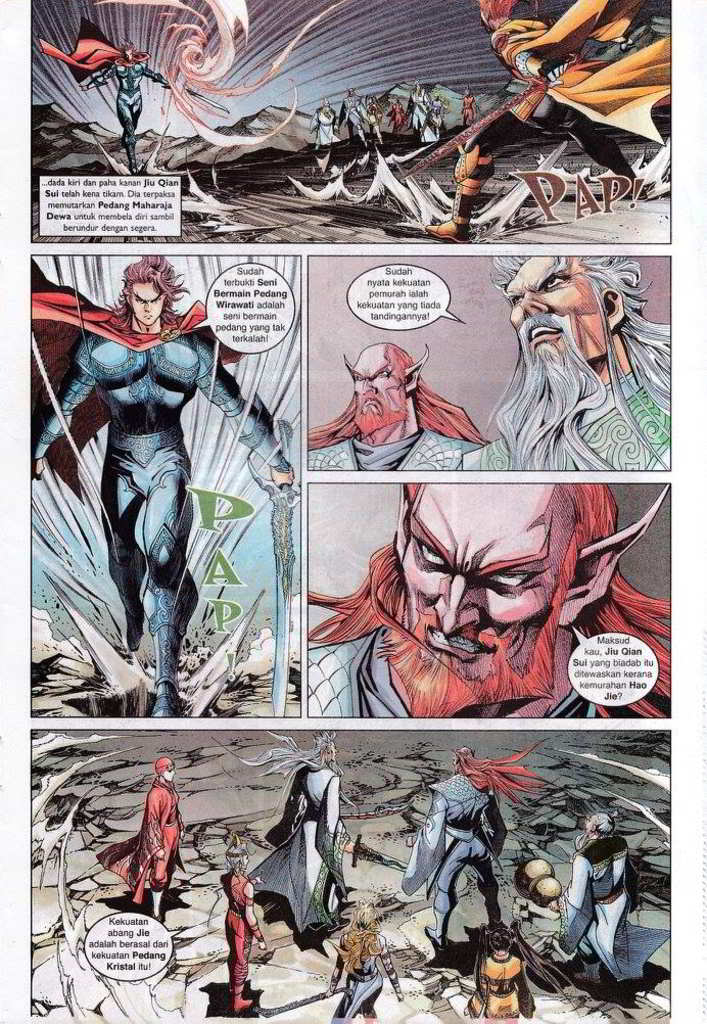 ...dada kiri dan paha kanan Jiu Qian
Sui telah kena tikam. Dia terpaksa
memutarkan Pedang Maharaja
Dewa untuk membela diri sambil
berundur dengan segera.
PAP!
Sudah
terbukti Seni
Bermain Pedang
Wirawati adalah
seni bermain
pedang yang tak
terkalah!
PAP!
Sudah
nyata kekuatan
pemurah ialah
kekuatan yang tiada
tandingannya!
Maksud
kau, Jiu Qian
Sui yang biadab itu
ditewaskan kerana
kemurahan Hao
Jie?
Kekuatan
abang Jie
adalah berasal dari
kekuatan Pedang
Kristal itu!